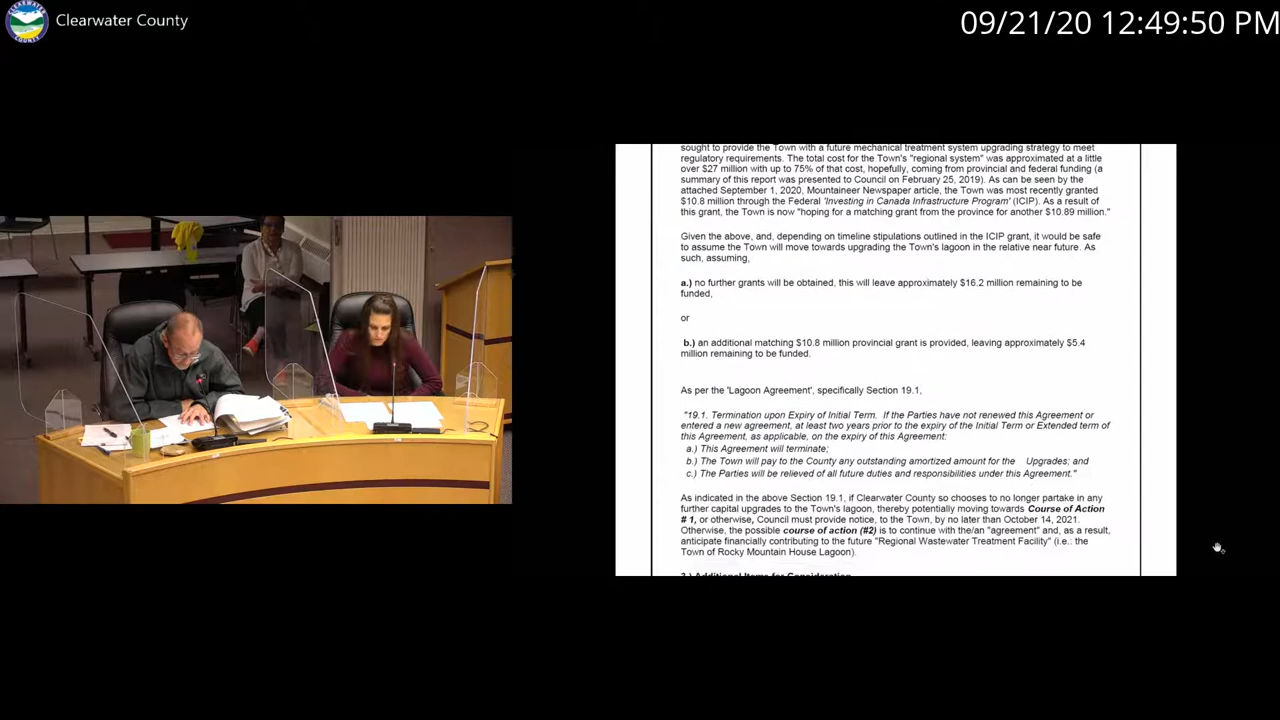 Clearwater County
09/21/20 12:49:50 PM
sought to provide the Town with a future mechanical treatment system upgrading strategy to meet
regulatory requirements. The total cost for the Town's "regional system" was approximated at a little
over $27 million with up to 75% of that cost, hopefully, coming from provincial and federal funding (a
summary of this report was presented to Council on February 25, 2019). As can be seen by the
attached September 1, 2020, Mountaineer Newspaper article, the Town was most recently granted
$10.8 million through the Federal 'Investing in Canada Infrastructure Program' (ICIP). As a result of
this grant, the Town is now "hoping for a matching grant from the province for another $10.89 million."
Given the above, and, depending on timeline stipulations outlined in the ICIP grant, it would be safe
to assume the Town will move towards upgrading the Town's lagoon in the relative near future. As
such, assuming,
a.) no further grants will be obtained, this will leave approximately $16.2 million remaining to be
funded,
or
b.) an additional matching $10.8 million provincial grant is provided, leaving approximately $5.4
million remaining to be funded.
As per the 'Lagoon Agreement', specifically Section 19.1,
"19.1. Termination upon Expiry of Initial Term. If the Parties have not renewed this Agreement or
entered a new agreement, at least two years prior to the expiry of the Initial Term or Extended term of
this Agreement, as applicable, on the expiry of this Agreement:
a.) This Agreement will terminate;
b.) The Town will pay to the County any outstanding amortized amount for the Upgrades; and
c.) The Parties will be relieved of all future duties and responsibilities under this Agreement."
As indicated in the above Section 19.1, if Clearwater County so chooses to no longer partake in any
further capital upgrades to the Town's lagoon, thereby potentially moving towards Course of Action
# 1, or otherwise, Council must provide notice, to the Town, by no later than October 14, 2021.
Otherwise, the possible course of action (#2) is to continue with the/an "agreement" and, as a result,
anticipate financially contributing to the future "Regional Wastewater Treatment Facility" (i.e.: the
Town of Rocky Mountain House Lagoon).
3.) Additional Items for Consideration